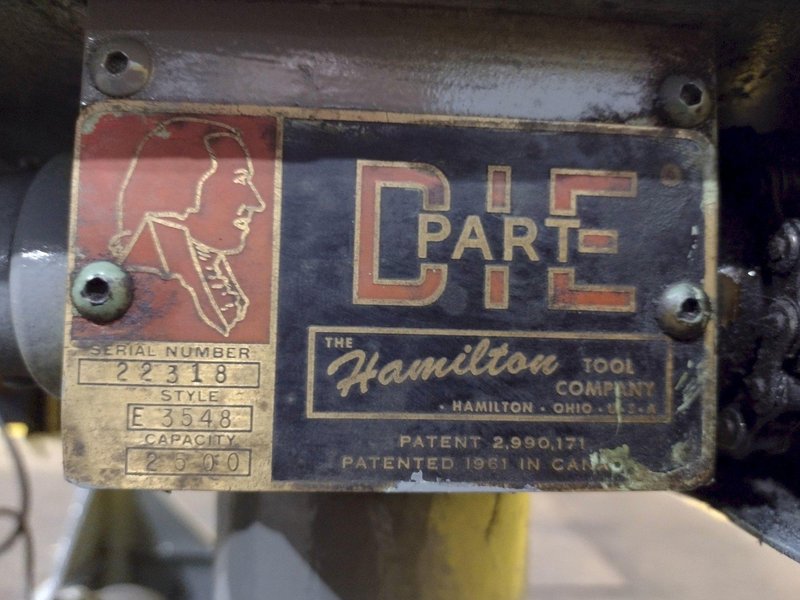 DIE
PART
THE
Hamilton TOOL
COMPANY
HAMILTON · OHIO · U·S·A
PATENT 2,990,171
PATENTED 1961 IN CANADA
SERIAL NUMBER
22318
STYLE
E 3548
CAPACITY
2500